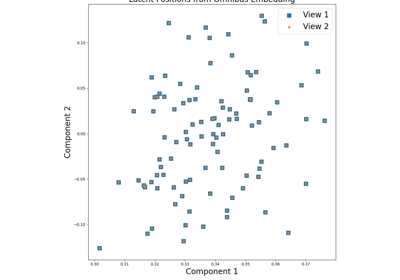 Latent Positions from Omnibus Embedding
View 1
View 2
0.10
0.05
0.00
−0.05
−0.10
Component 2
0.30
0.31
0.32
0.33
0.34
0.35
0.36
0.37
Component 1